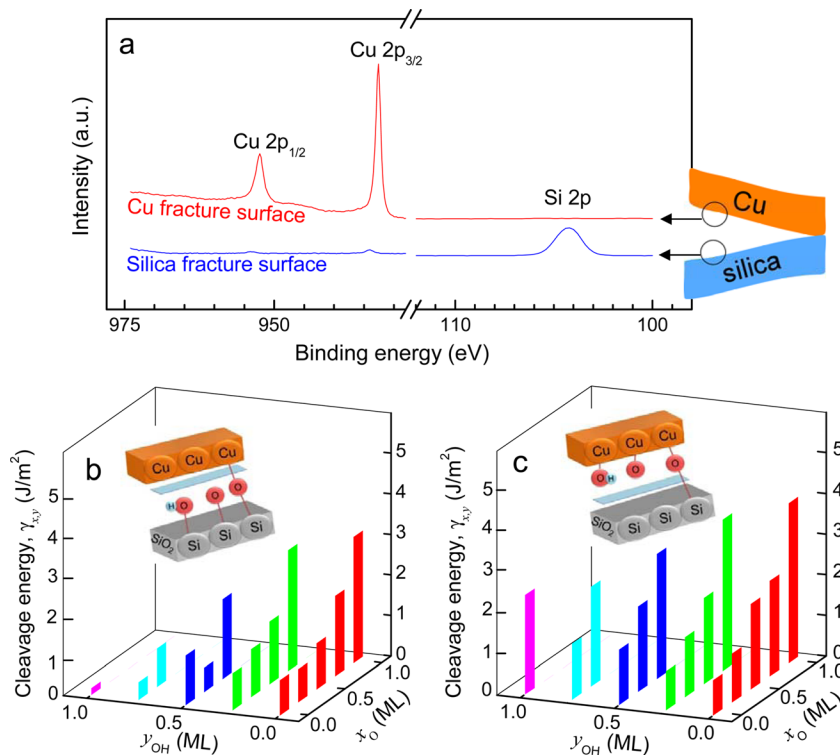 a
Cu 2p3/2
Cu 2p1/2
Si 2p
Cu fracture surface
Silica fracture surface
Cu
silica
Intensity (a.u.)
975 950 110 100
Binding energy (eV)
b
Cu Cu Cu
H O O O
SiO2 Si Si Si
Cleavage energy, γx,y (J/m2)
5
4
3
2
1
0
5
4
3
2
1
0
1.0 0.5 0.0
yOH (ML)
0.0 0.5 1.0
xO (ML)
c
Cu Cu Cu
O H O O
SiO2 Si Si Si
Cleavage energy, γx,y (J/m2)
5
4
3
2
1
0
5
4
3
2
1
0
1.0 0.5 0.0
yOH (ML)
0.0 0.5 1.0
xO (ML)